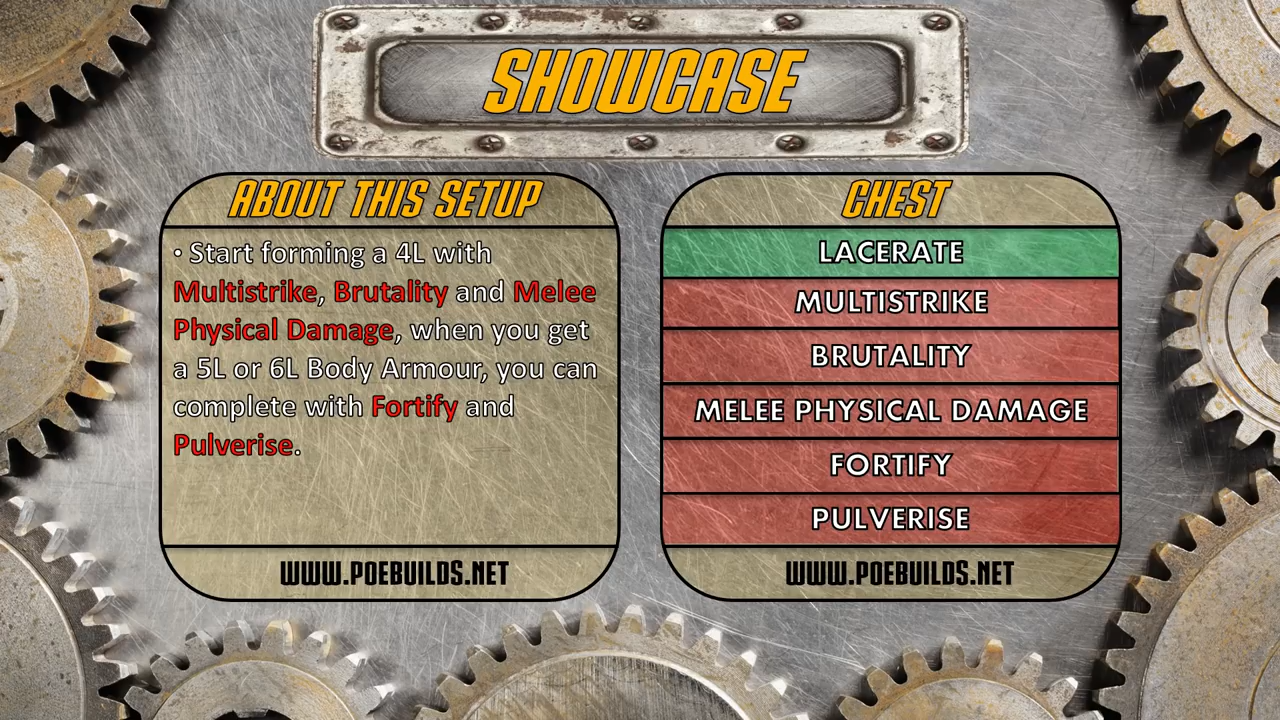 SHOWCASE
ABOUT THIS SETUP
• Start forming a 4L with
Multistrike, Brutality and Melee
Physical Damage, when you get
a 5L or 6L Body Armour, you can
complete with Fortify and
Pulverise.
WWW.POEBUILDS.NET
CHEST
LACERATE
MULTISTRIKE
BRUTALITY
MELEE PHYSICAL DAMAGE
FORTIFY
PULVERISE
WWW.POEBUILDS.NET